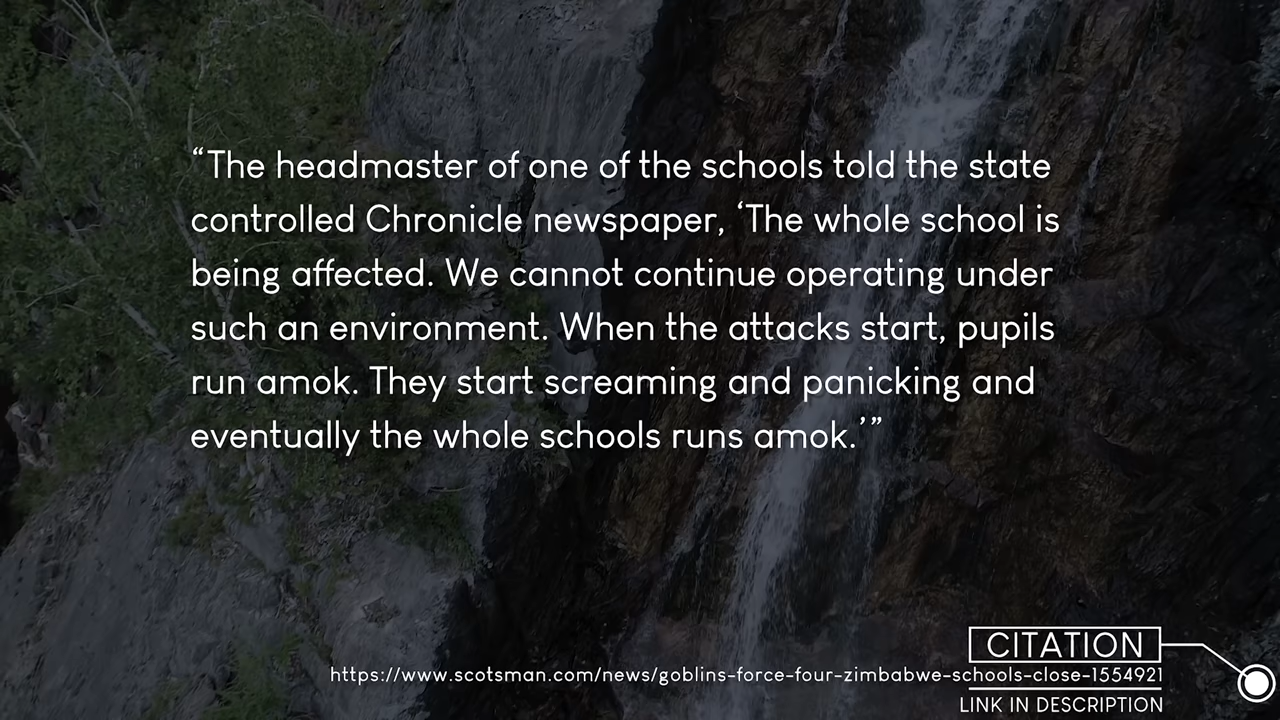 “The headmaster of one of the schools told the state
controlled Chronicle newspaper, ‘The whole school is
being affected. We cannot continue operating under
such an environment. When the attacks start, pupils
run amok. They start screaming and panicking and
eventually the whole schools runs amok.’”
CITATION
https://www.scotsman.com/news/goblins-force-four-zimbabwe-schools-close-1554921
LINK IN DESCRIPTION